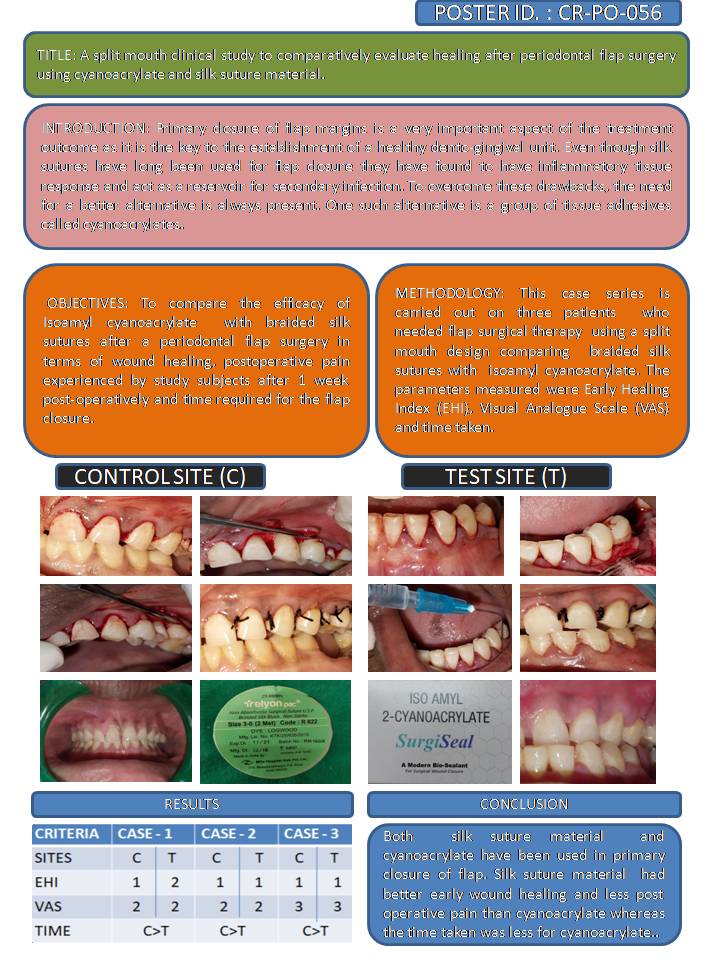 POSTER ID. : CR-PO-056
TITLE: A split mouth clinical study to comparatively evaluate healing after periodontal flap surgery
using cyanoacrylate and silk suture material.
INTRODUCTION: Primary closure of flap margins is a very important aspect of the treatment
outcome as it is the key to the establishment of a healthy dento-gingival unit. Even though silk
sutures have long been used for flap closure they have found to have inflammatory tissue
response and act as a reservoir for secondary infection. To overcome these drawbacks, the need
for a better alternative is always present. One such alternative is a group of tissue adhesives
called cyanoacrylates.
OBJECTIVES: To compare the efficacy of
Isoamyl cyanoacrylate with braided silk
sutures after a periodontal flap surgery in
terms of wound healing, postoperative pain
experienced by study subjects after 1 week
post-operatively and time required for the flap
closure.
METHODOLOGY: This case series is
carried out on three patients who
needed flap surgical therapy using a split
mouth design comparing braided silk
sutures with isoamyl cyanoacrylate. The
parameters measured were Early Healing
Index (EHI), Visual Analogue Scale (VAS)
and time taken.
CONTROL SITE (C)
TEST SITE (T)
relyon pac
Size 3-0 (2 Met) Code : R 822
DYE : LOGWOOD
ISO AMYL
2-CYANOACRYLATE
SurgiSeal
A Modern Bio-Sealant
For Surgical Wound Closure
RESULTS
CRITERIA CASE - 1 CASE - 2 CASE - 3
SITES C T C T C T
EHI 1 2 1 1 1 1
VAS 2 2 2 2 3 3
TIME C>T C>T C>T
CONCLUSION
Both silk suture material and
cyanoacrylate have been used in primary
closure of flap. Silk suture material had
better early wound healing and less post
operative pain than cyanoacrylate whereas
the time taken was less for cyanoacrylate..